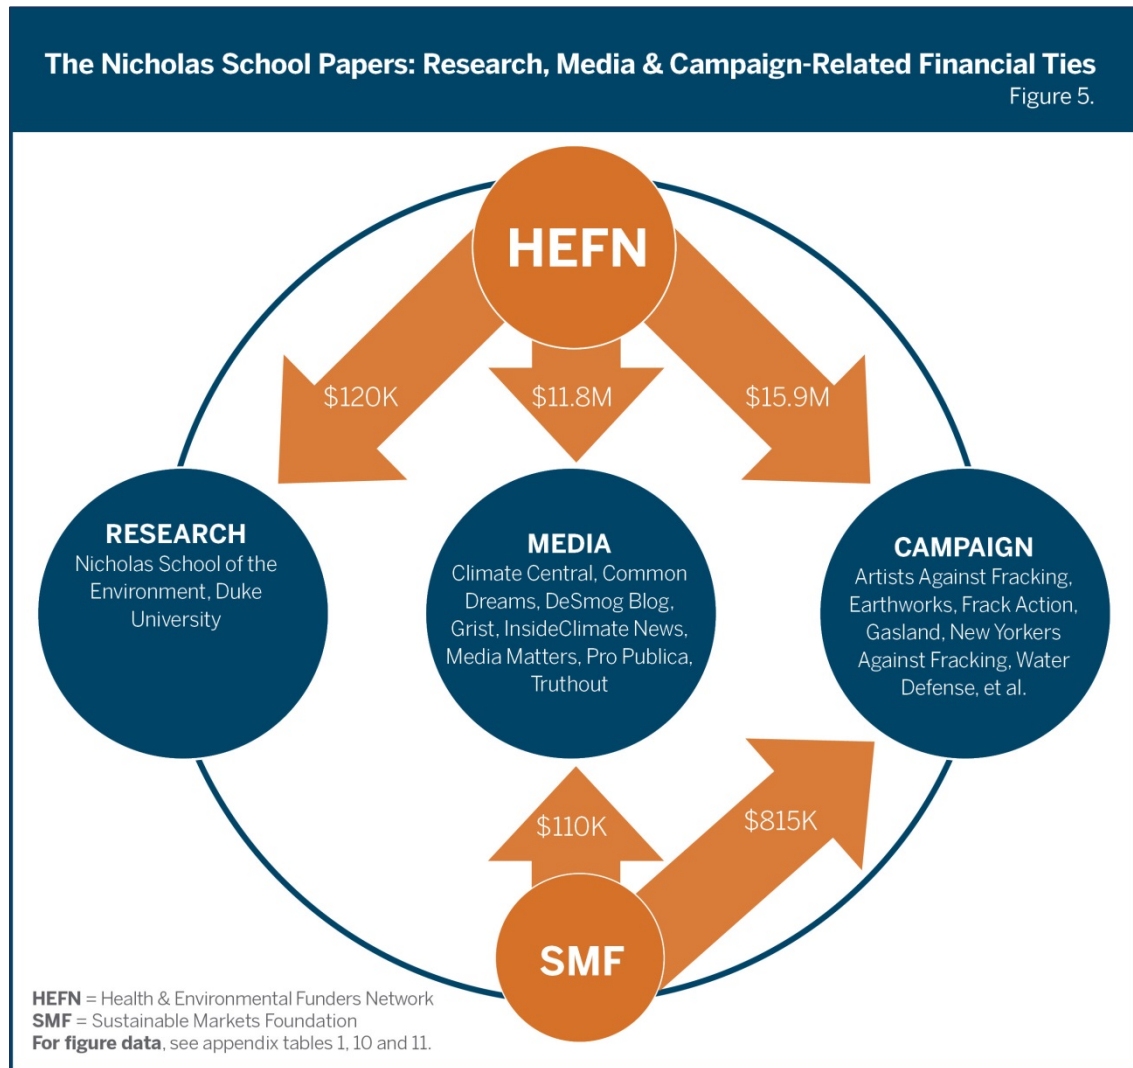 The Nicholas School Papers: Research, Media & Campaign-Related Financial Ties
Figure 5.
HEFN
$120K
$11.8M
$15.9M
RESEARCH
Nicholas School of the
Environment, Duke
University
MEDIA
Climate Central, Common
Dreams, DeSmog Blog,
Grist, InsideClimate News,
Media Matters, Pro Publica,
Truthout
CAMPAIGN
Artists Against Fracking,
Earthworks, Frack Action,
Gasland, New Yorkers
Against Fracking, Water
Defense, et al.
$110K
$815K
SMF
HEFN = Health & Environmental Funders Network
SMF = Sustainable Markets Foundation
For figure data, see appendix tables 1, 10 and 11.